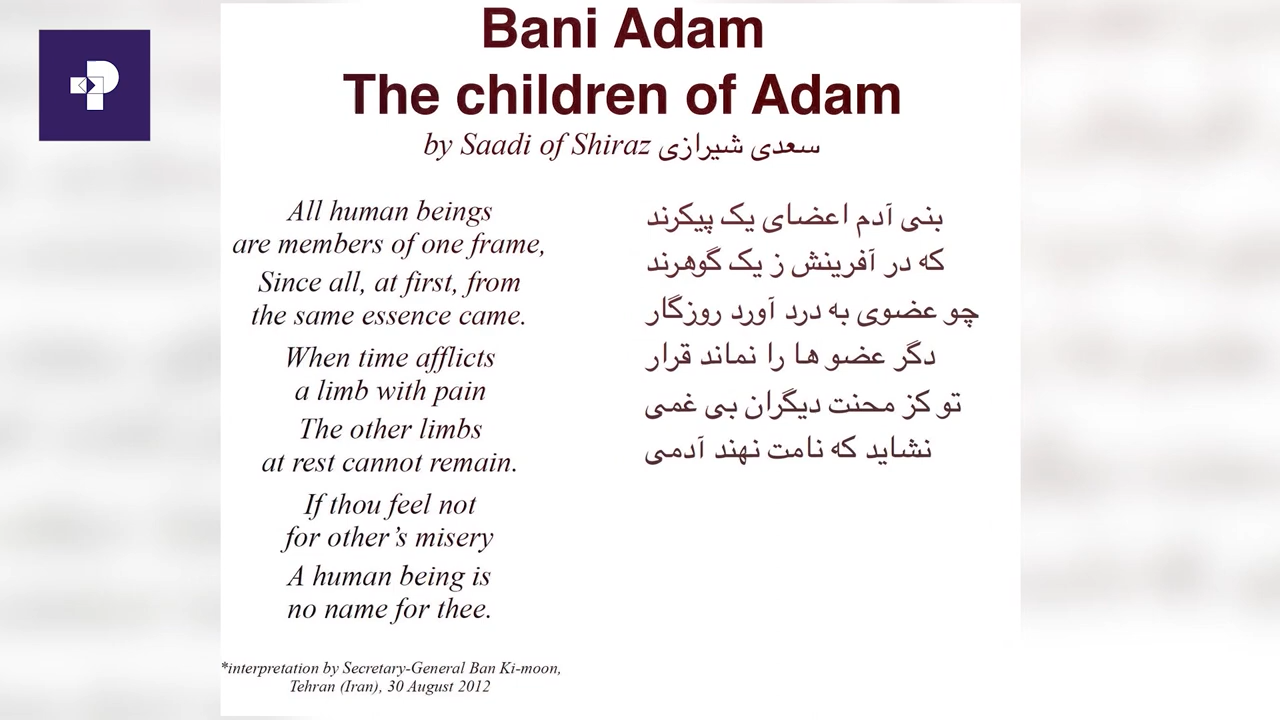 Bani Adam
The children of Adam
by Saadi of Shiraz سعدی شیرازی
All human beings
are members of one frame,
Since all, at first, from
the same essence came.
When time afflicts
a limb with pain
The other limbs
at rest cannot remain.
If thou feel not
for other’s misery
A human being is
no name for thee.
*interpretation by Secretary-General Ban Ki-moon,
Tehran (Iran), 30 August 2012
بنی آدم اعضای یک پیکرند
که در آفرینش ز یک گوهرند
چو عضوی به درد آورد روزگار
دگر عضو ها را نماند قرار
تو کز محنت دیگران بی غمی
نشاید که نامت نهند آدمی